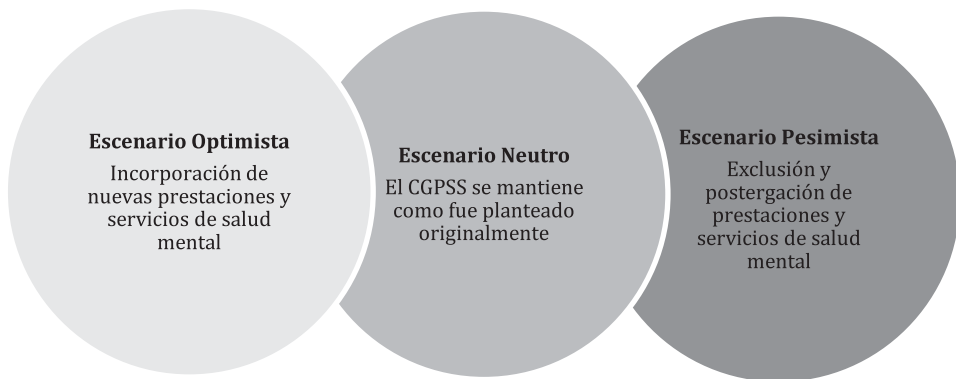 Escenario Optimista
Incorporación de
nuevas prestaciones y
servicios de salud
mental
Escenario Neutro
El CGPSS se mantiene
como fue planteado
originalmente
Escenario Pesimista
Exclusión y
postergación de
prestaciones y
servicios de salud
mental